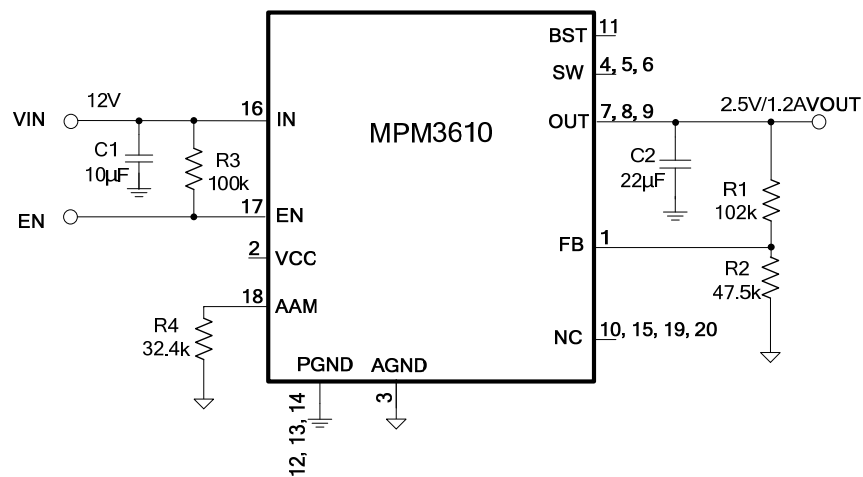 BST
11
SW
4, 5, 6
VIN
12V
16
IN
MPM3610
OUT
7, 8, 9
2.5V/1.2AVOUT
C1
10µF
R3
100k
C2
22µF
R1
102k
EN
17
EN
FB
1
2
VCC
R2
47.5k
18
AAM
R4
32.4k
NC
10, 15, 19, 20
PGND
AGND
12, 13, 14
3